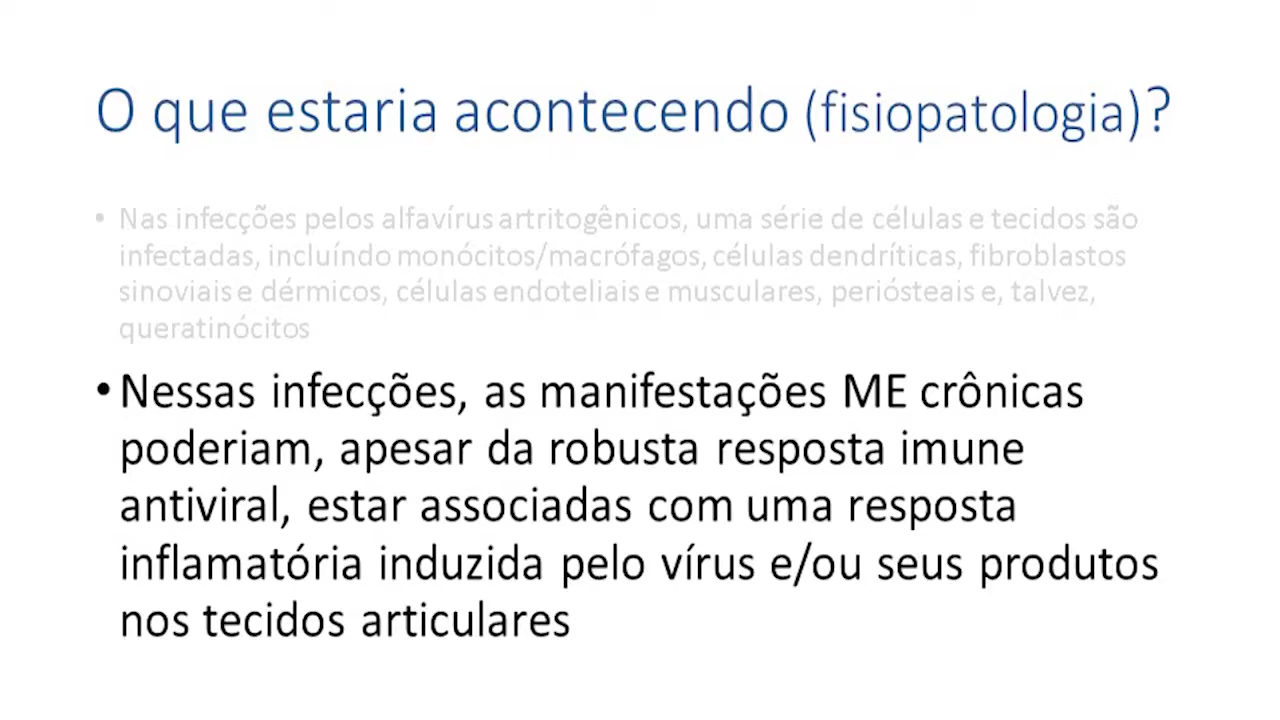 O que estaria acontecendo (fisiopatologia)?
• Nas infecções pelos alfavírus artritogênicos, uma série de células e tecidos são
infectadas, incluíndo monócitos/macrófagos, células dendríticas, fibroblastos
sinoviais e dérmicos, células endoteliais e musculares, periósteais e, talvez,
queratinócitos
• Nessas infecções, as manifestações ME crônicas
poderiam, apesar da robusta resposta imune
antiviral, estar associadas com uma resposta
inflamatória induzida pelo vírus e/ou seus produtos
nos tecidos articulares